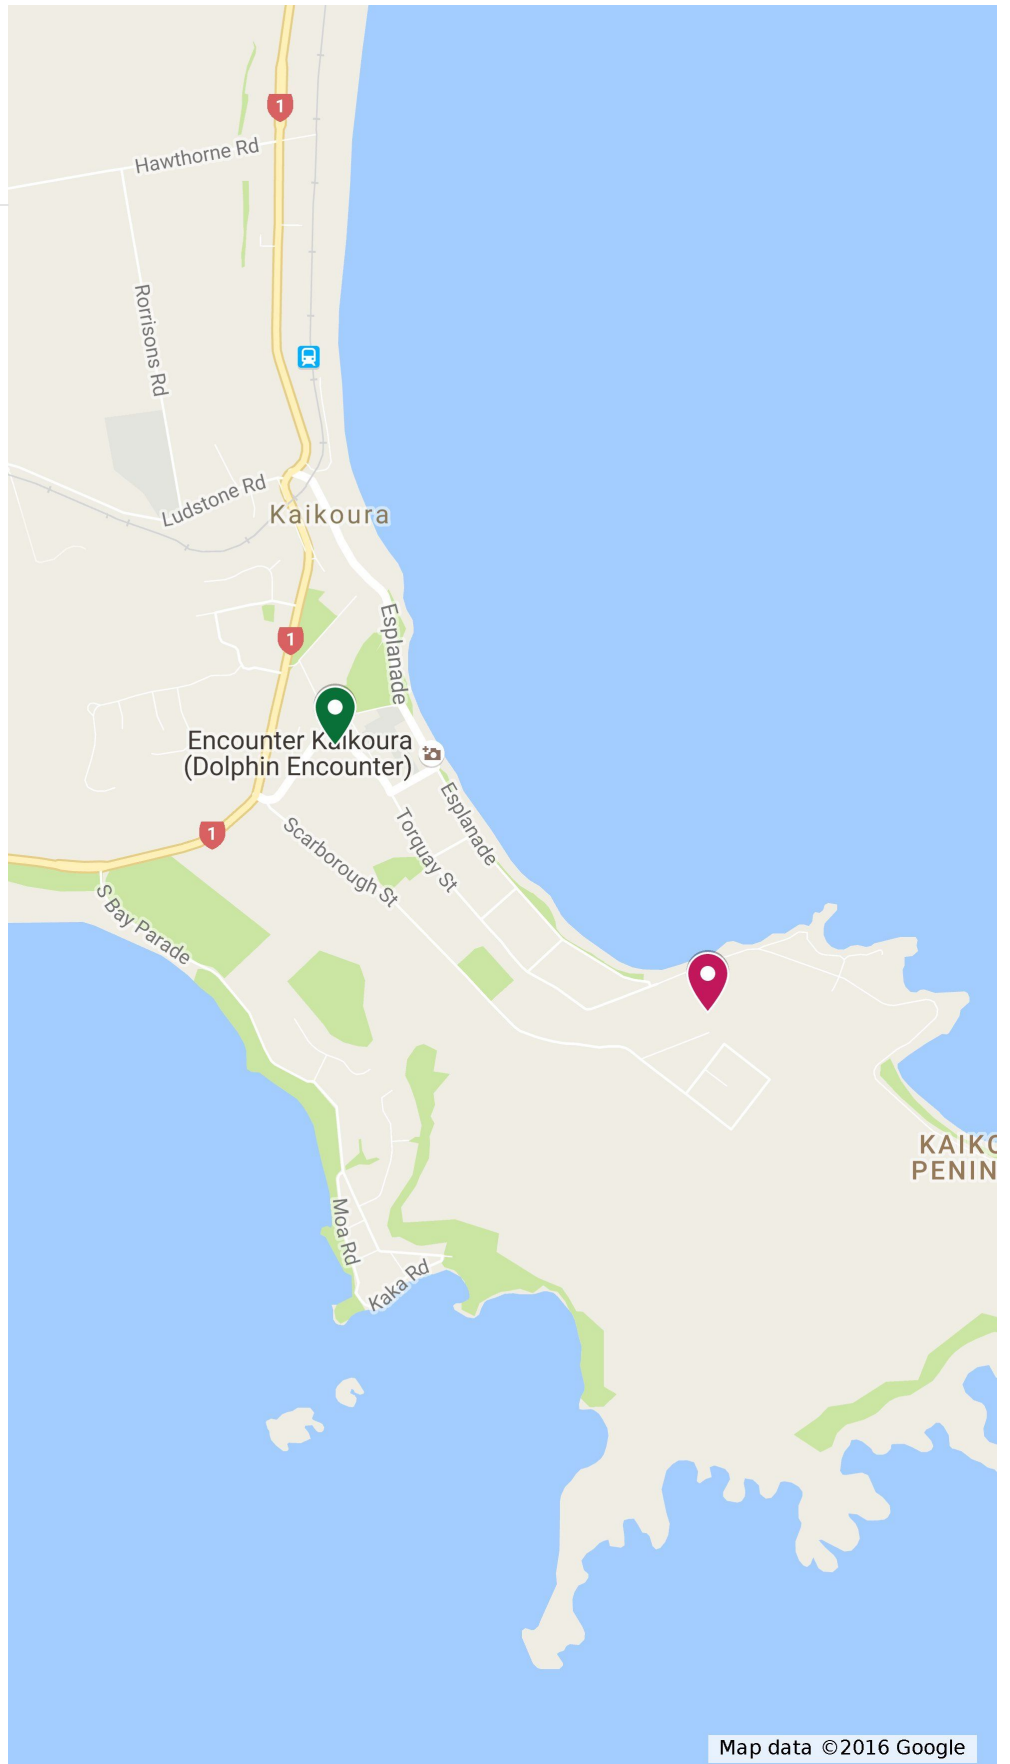 1
Hawthorne Rd
Rorrisons Rd
Ludstone Rd
Kaikoura
Esplanade
1
Encounter Kaikoura
(Dolphin Encounter)
Esplanade
1
Scarborough St
Torquay St
S Bay Parade
KAIKO
PENIN
Moa Rd
Kaka Rd
Map data ©2016 Google